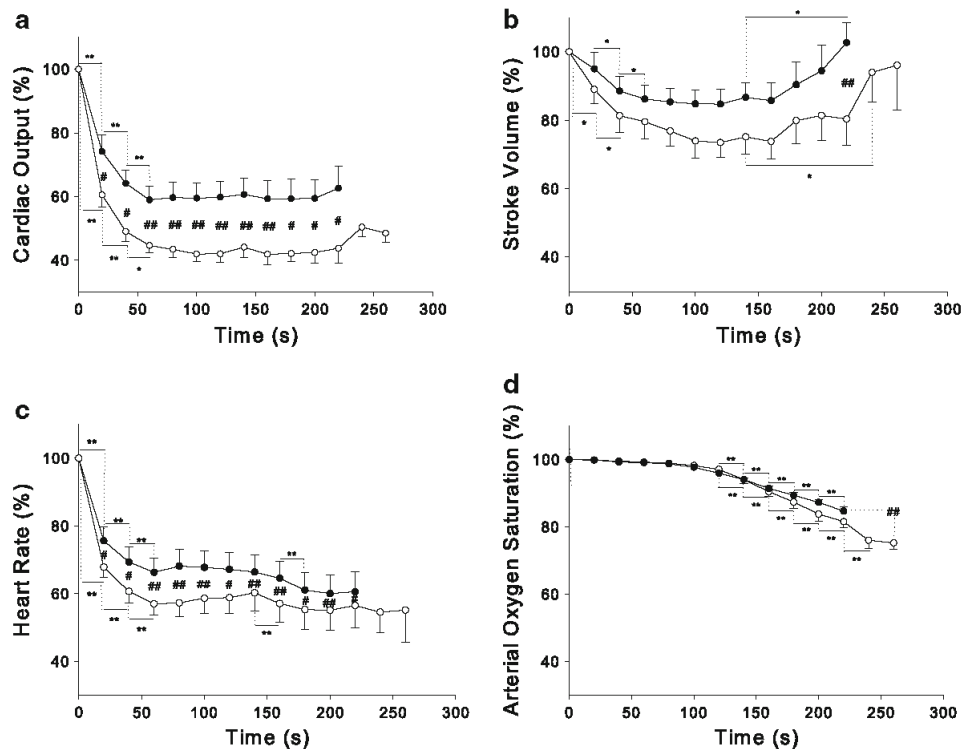 a
Cardiac Output (%)
100
80
60
40
0 50 100 150 200 250 300
Time (s)
** ** **
# # ## ## ## ## ## ## # # #
** ** *
b
Stroke Volume (%)
100
80
60
40
0 50 100 150 200 250 300
Time (s)
* * *
##
* * *
c
Heart Rate (%)
100
80
60
40
0 50 100 150 200 250 300
Time (s)
** ** ** **
# # ## ## ## # ## ## # ## #
** ** ** **
d
Arterial Oxygen Saturation (%)
100
80
60
40
0 50 100 150 200 250 300
Time (s)
** ** ** ** **
##
** ** ** ** ** **